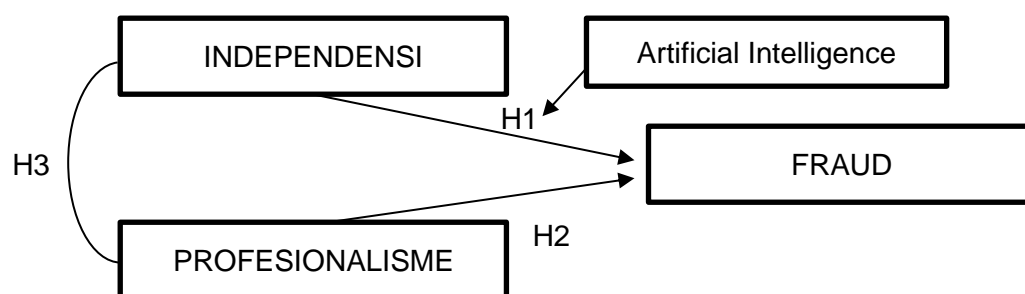 INDEPENDENSI
Artificial Intelligence
H1
H3
FRAUD
H2
PROFESIONALISME